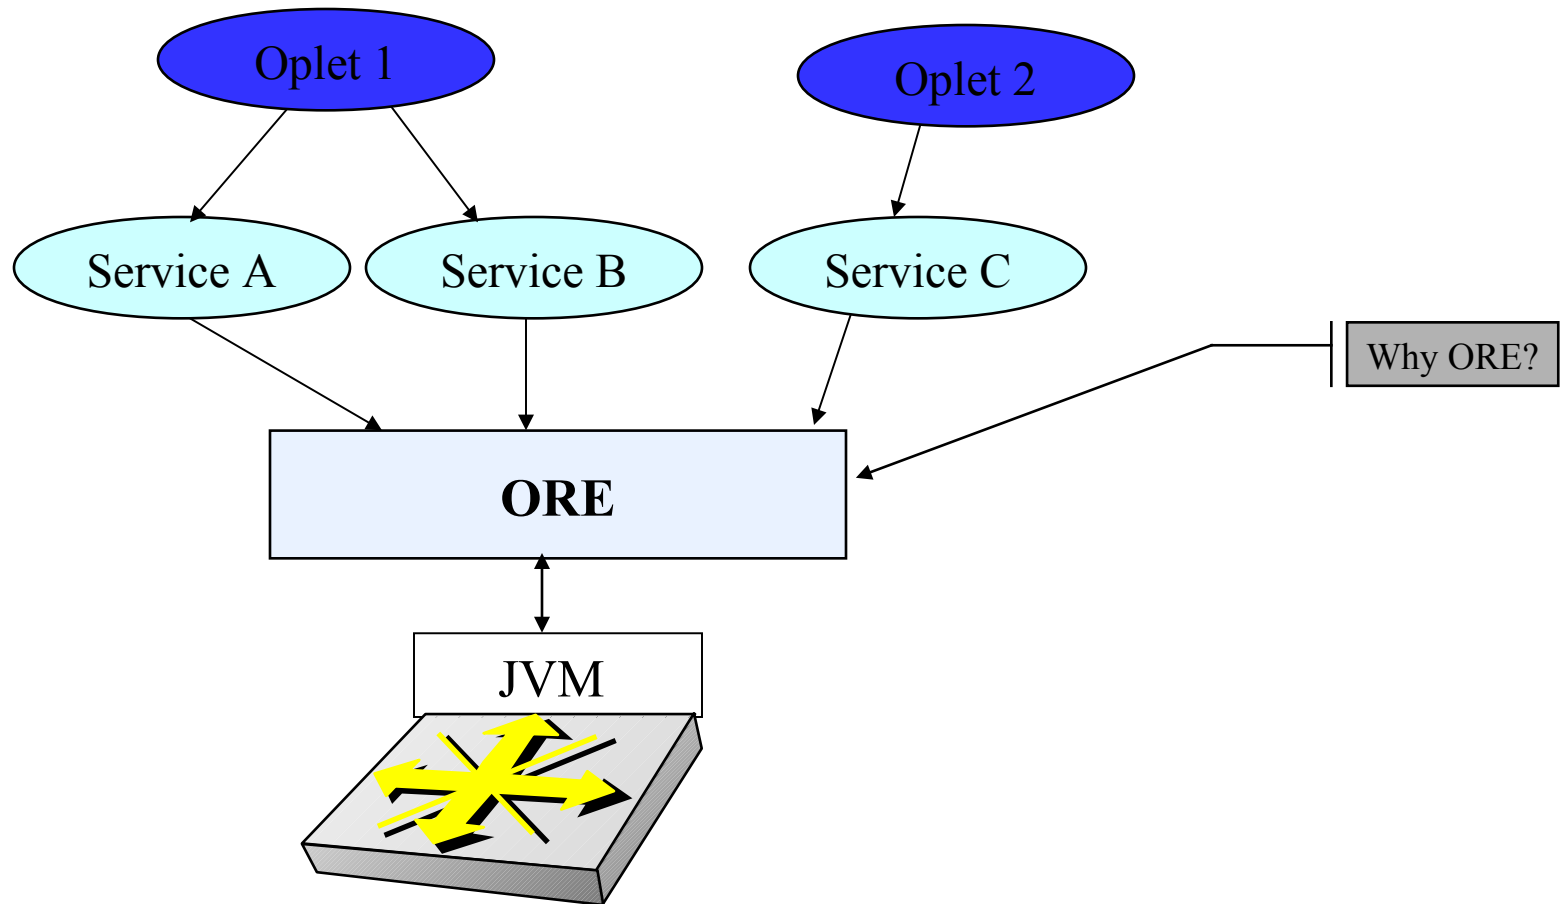 Oplet 1
Oplet 2
Service A
Service B
Service C
Why ORE?
ORE
JVM